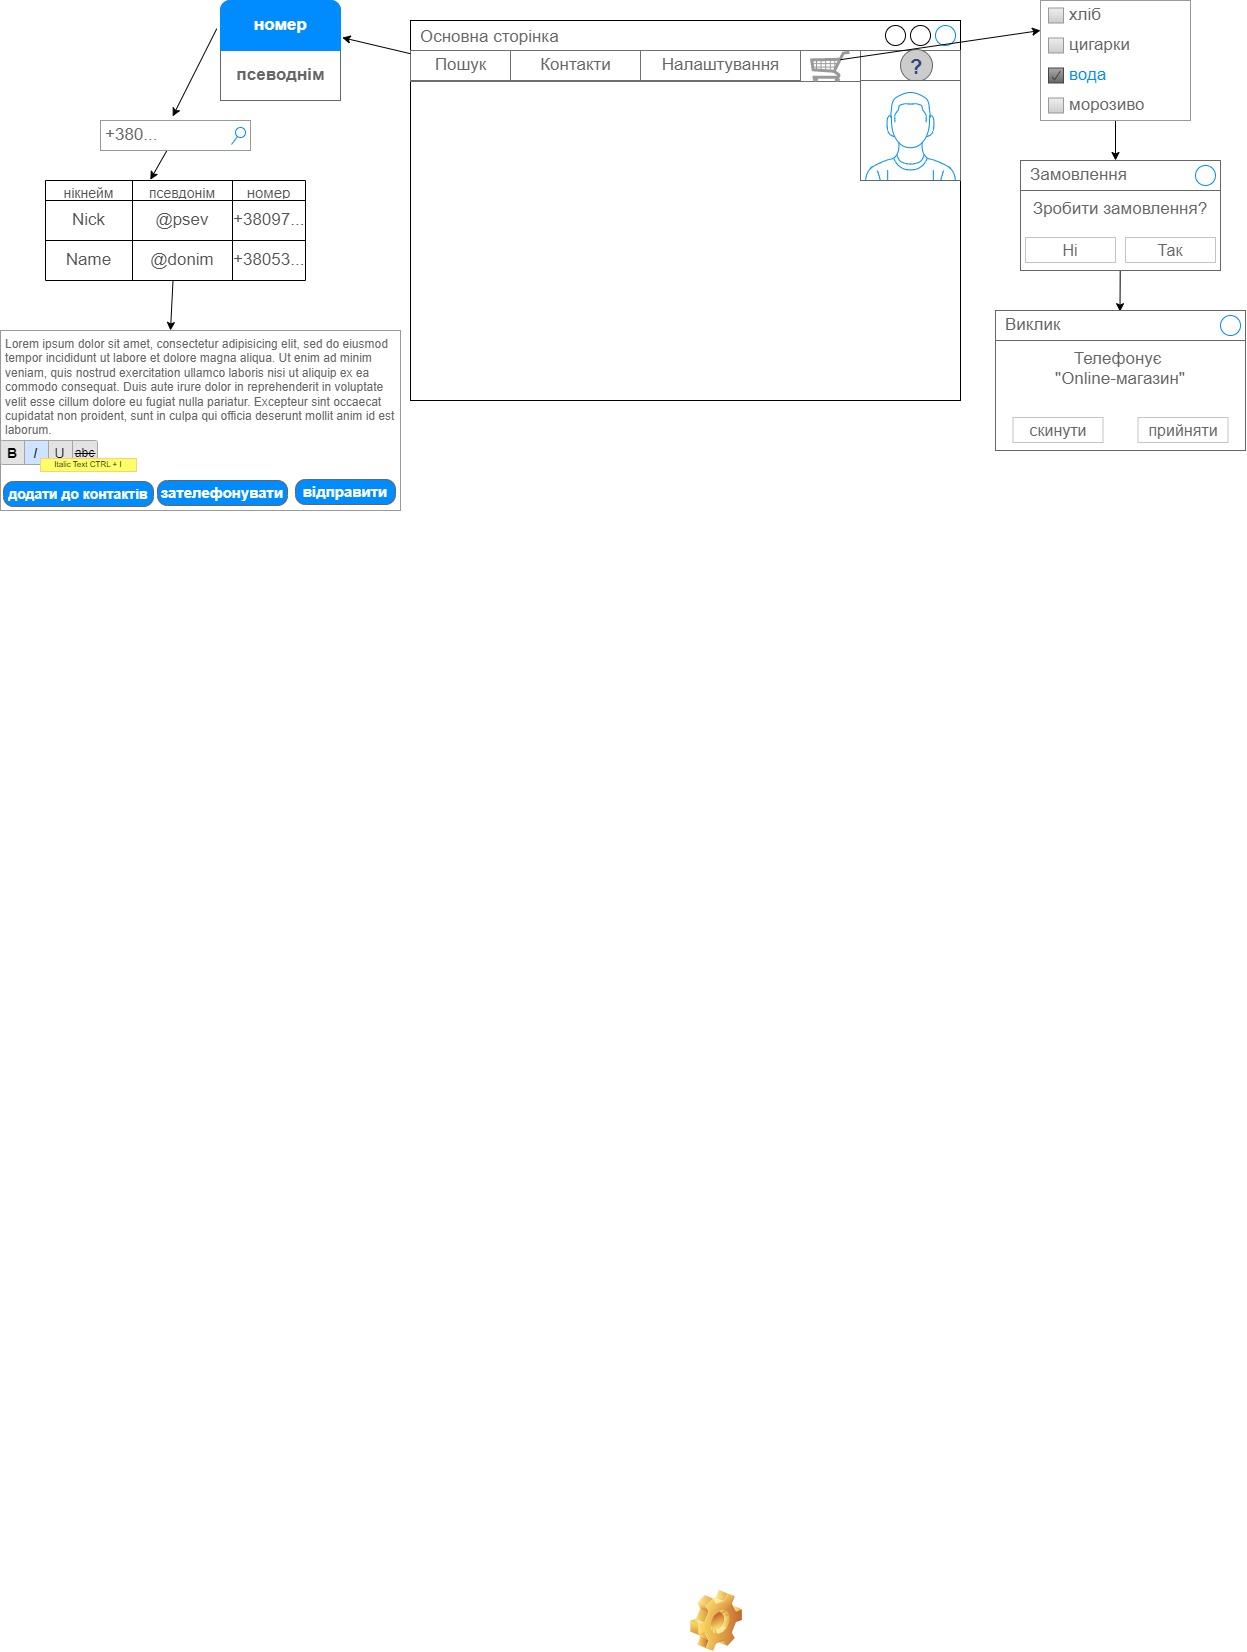 номер
псеводнім
+380...
нікнейм псевдонім номер
Nick @psev +38097...
Name @donim +38053...
Lorem ipsum dolor sit amet, consectetur adipisicing elit, sed do eiusmod
tempor incididunt ut labore et dolore magna aliqua. Ut enim ad minim
veniam, quis nostrud exercitation ullamco laboris nisi ut aliquip ex ea
commodo consequat. Duis aute irure dolor in reprehenderit in voluptate
velit esse cillum dolore eu fugiat nulla pariatur. Excepteur sint occaecat
cupidatat non proident, sunt in culpa qui officia deserunt mollit anim id est
laborum.
B I U abc
Italic Text CTRL + I
додати до контактів зателефонувати відправити
Основна сторінка
Пошук Контакти Налаштування ?
хліб
цигарки
вода
морозиво
Замовлення
Зробити замовлення?
Ні Так
Виклик
Телефонує
"Online-магазин"
скинути прийняти